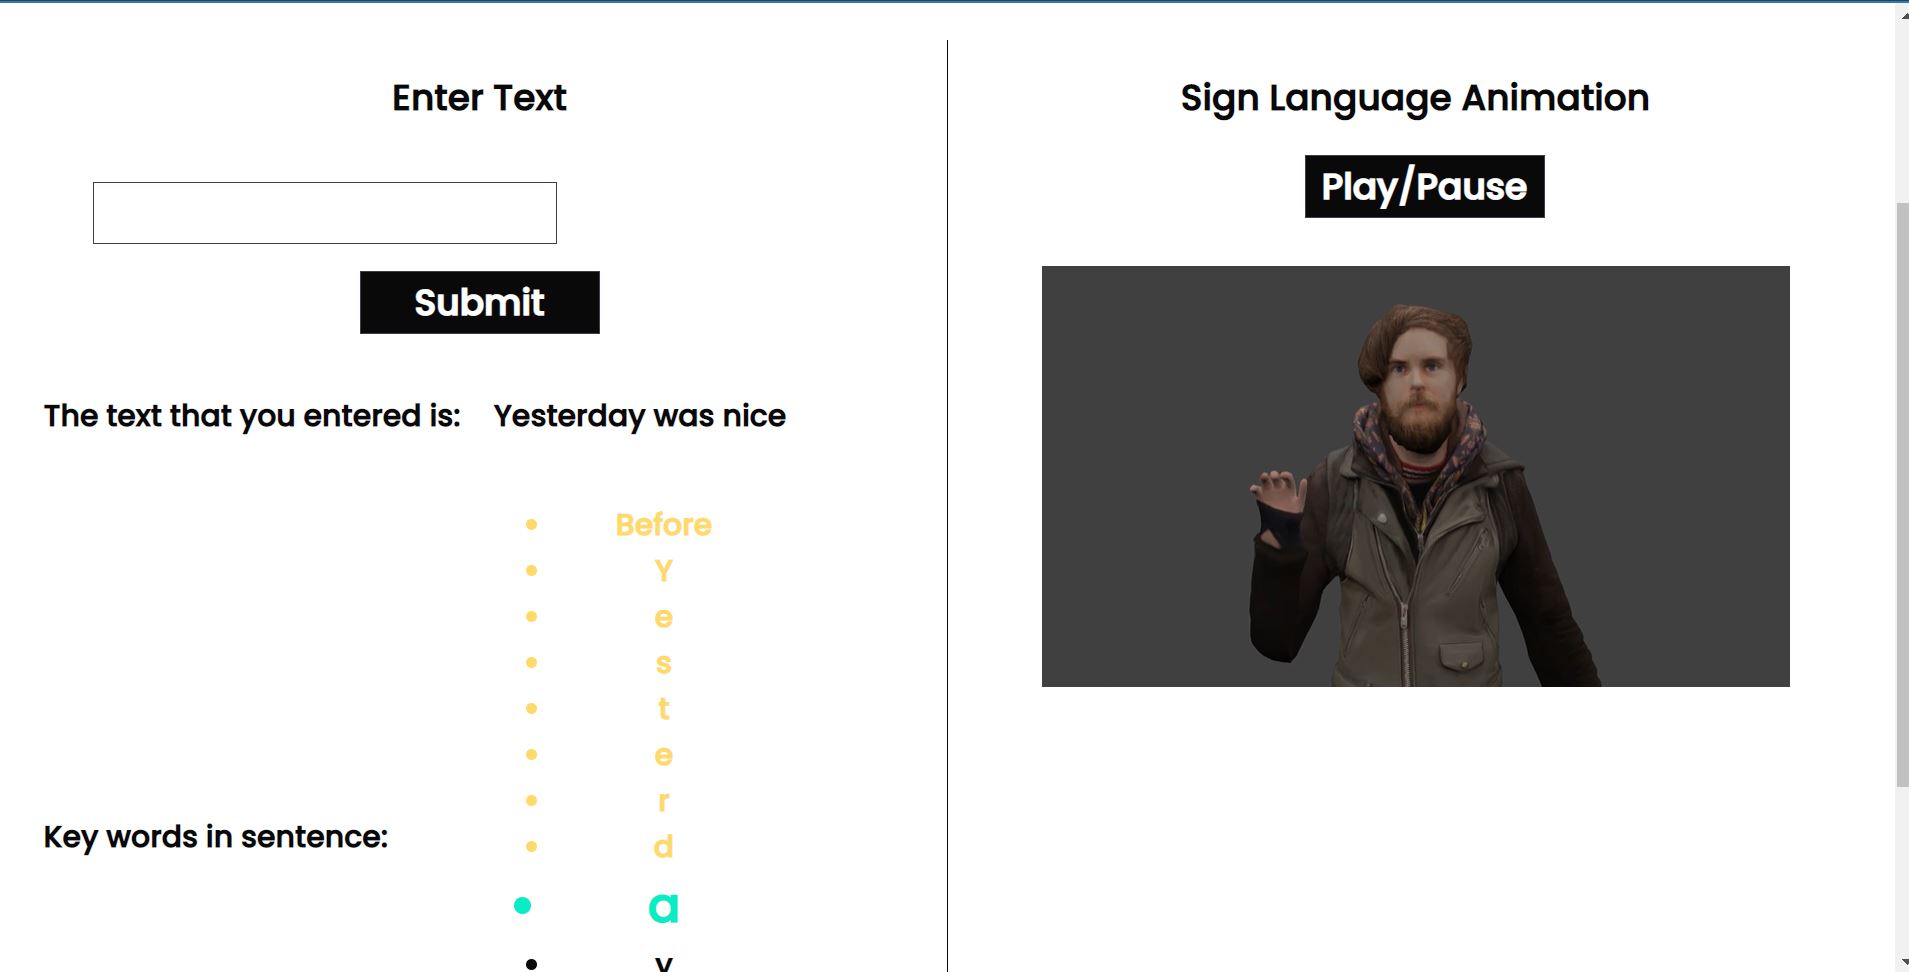 Enter Text
Submit
The text that you entered is: Yesterday was nice
Key words in sentence:
Before
Y
e
s
t
e
r
d
a
y
Sign Language Animation
Play/Pause